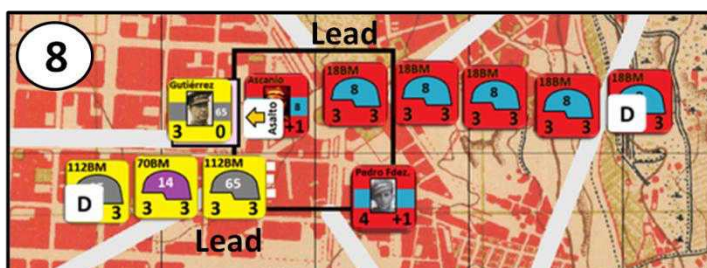 8
Lead
Gutiérrez
65
3 0
Asalto
Ascanio
8
+1
18BM
8
3 3
18BM
8
3 3
18BM
8
3 3
18BM
8
3 3
18BM
8
D
3
112BM
D
3
70BM
14
3 3
112BM
65
3 3
Pedro Fdez.
4 +1
Lead